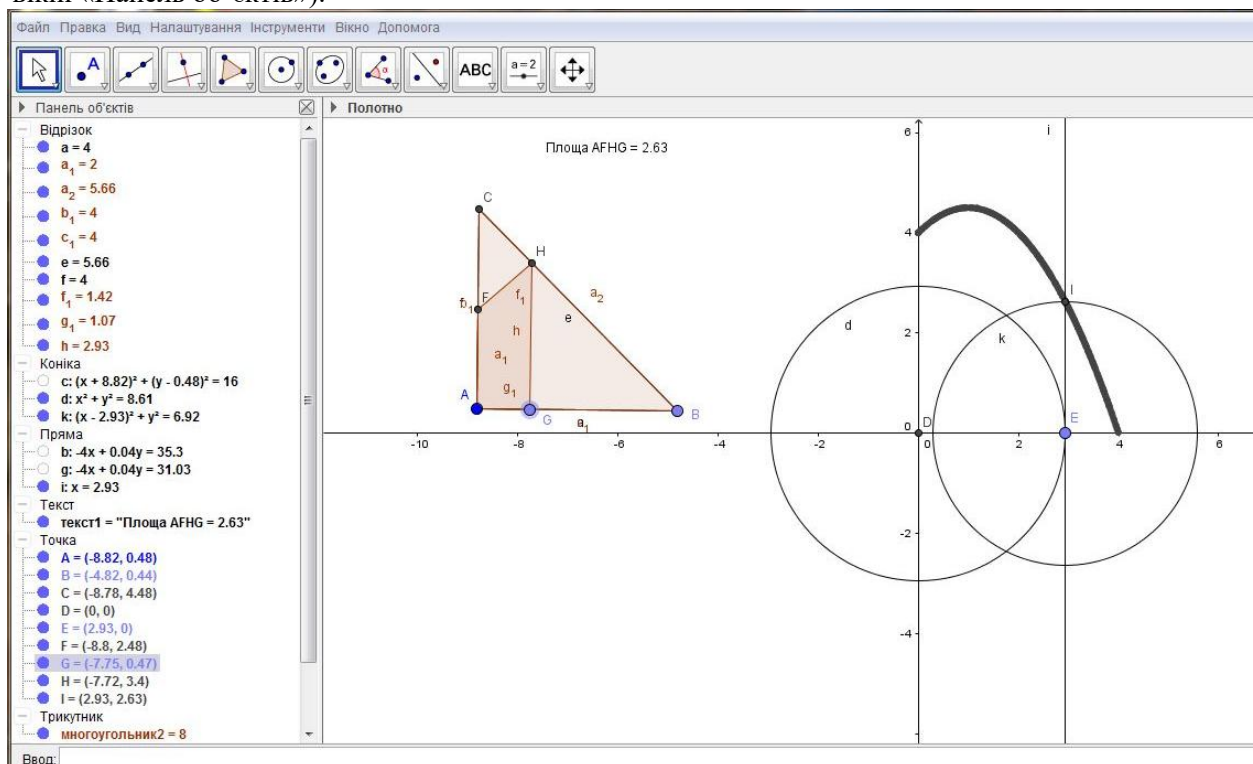 вікні «Панель об'єктів»).
Файл Правка Вид Налаштування Інструменти Вікно Допомога
A
α
ABC
a = 2
Панель об'єктів
Полотно
Відрізок
a = 4
a₁ = 2
a₂ = 5.66
b₁ = 4
c₁ = 4
e = 5.66
f = 4
f₁ = 1.42
g₁ = 1.07
h = 2.93
Коніка
c: (x + 8.82)² + (y - 0.48)² = 16
d: x² + y² = 8.61
k: (x - 2.93)² + y² = 6.92
Пряма
b: -4x + 0.04y = 35.3
g: -4x + 0.04y = 31.03
i: x = 2.93
Текст
текст1 = "Площа AFHG = 2.63"
Точка
A = (-8.82, 0.48)
B = (-4.82, 0.44)
C = (-8.78, 4.48)
D = (0, 0)
E = (2.93, 0)
F = (-8.8, 2.48)
G = (-7.75, 0.47)
H = (-7.72, 3.4)
I = (2.93, 2.63)
Трикутник
многоугольник2 = 8
Ввод:
Площа AFHG = 2.63
C
H
F
f₁
a₂
e
h
a₁
g₁
A
G
B
6
4
2
0
-2
-4
-10
-8
-6
-4
-2
0
2
4
6
i
I
d
k
D
E